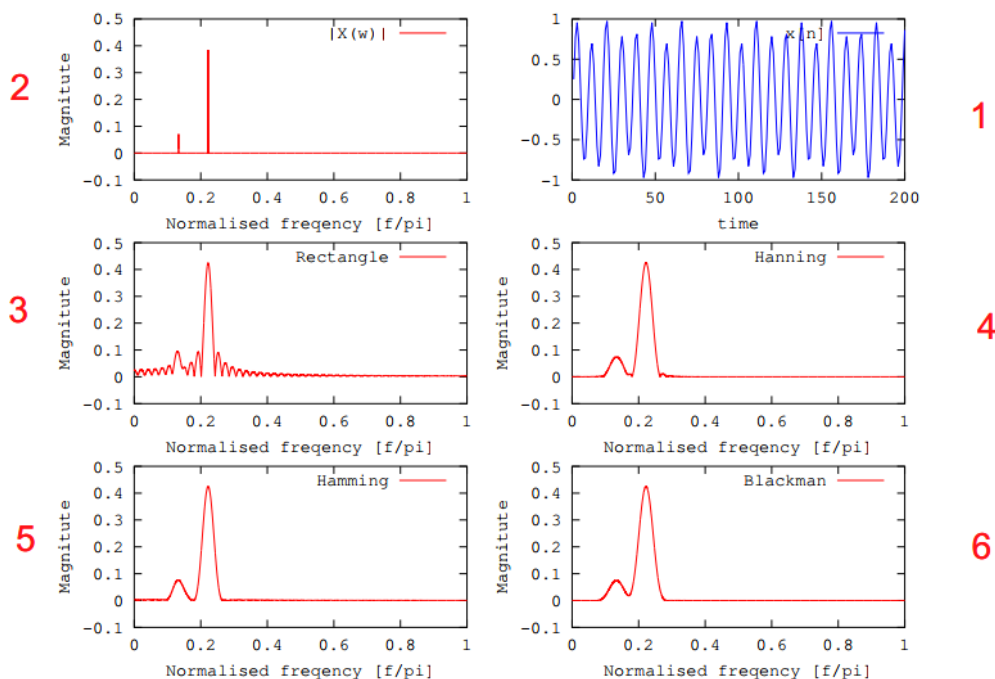 |X(w)|
0.5
0.4
0.3
0.2
0.1
0
-0.1
Magnitute
0 0.2 0.4 0.6 0.8 1
Normalised freqency [f/pi]
2
x[n]
1
0.5
0
-0.5
-1
0 50 100 150 200
time
1
Rectangle
0.5
0.4
0.3
0.2
0.1
0
-0.1
Magnitute
0 0.2 0.4 0.6 0.8 1
Normalised freqency [f/pi]
3
Hanning
0.5
0.4
0.3
0.2
0.1
0
-0.1
Magnitute
0 0.2 0.4 0.6 0.8 1
Normalised freqency [f/pi]
4
Hamming
0.5
0.4
0.3
0.2
0.1
0
-0.1
Magnitute
0 0.2 0.4 0.6 0.8 1
Normalised freqency [f/pi]
5
Blackman
0.5
0.4
0.3
0.2
0.1
0
-0.1
Magnitute
0 0.2 0.4 0.6 0.8 1
Normalised freqency [f/pi]
6